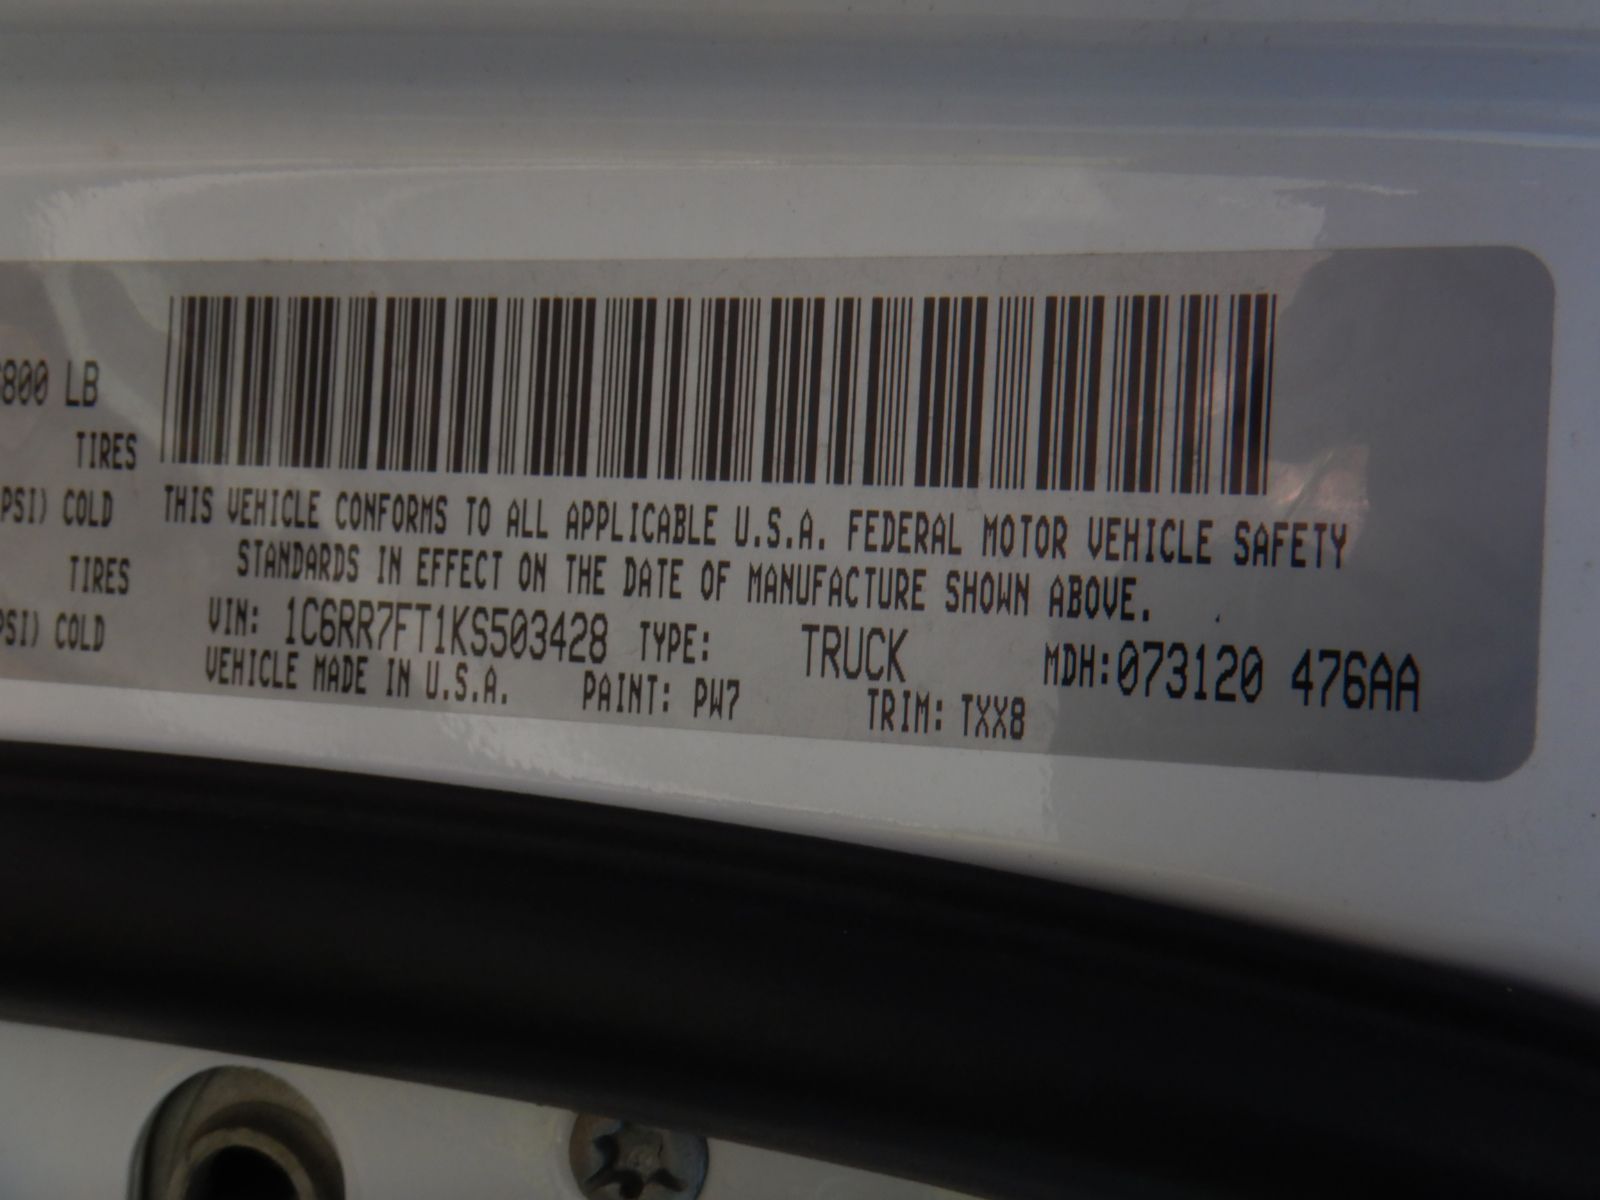 800 LB
TIRES
PSI) COLD
TIRES
PSI) COLD
THIS VEHICLE CONFORMS TO ALL APPLICABLE U.S.A. FEDERAL MOTOR VEHICLE SAFETY
STANDARDS IN EFFECT ON THE DATE OF MANUFACTURE SHOWN ABOVE.
VIN: 1C6RR7FT1KS503428 TYPE: TRUCK MDH:073120 476AA
VEHICLE MADE IN U.S.A. PAINT: PW7 TRIM: TXX8